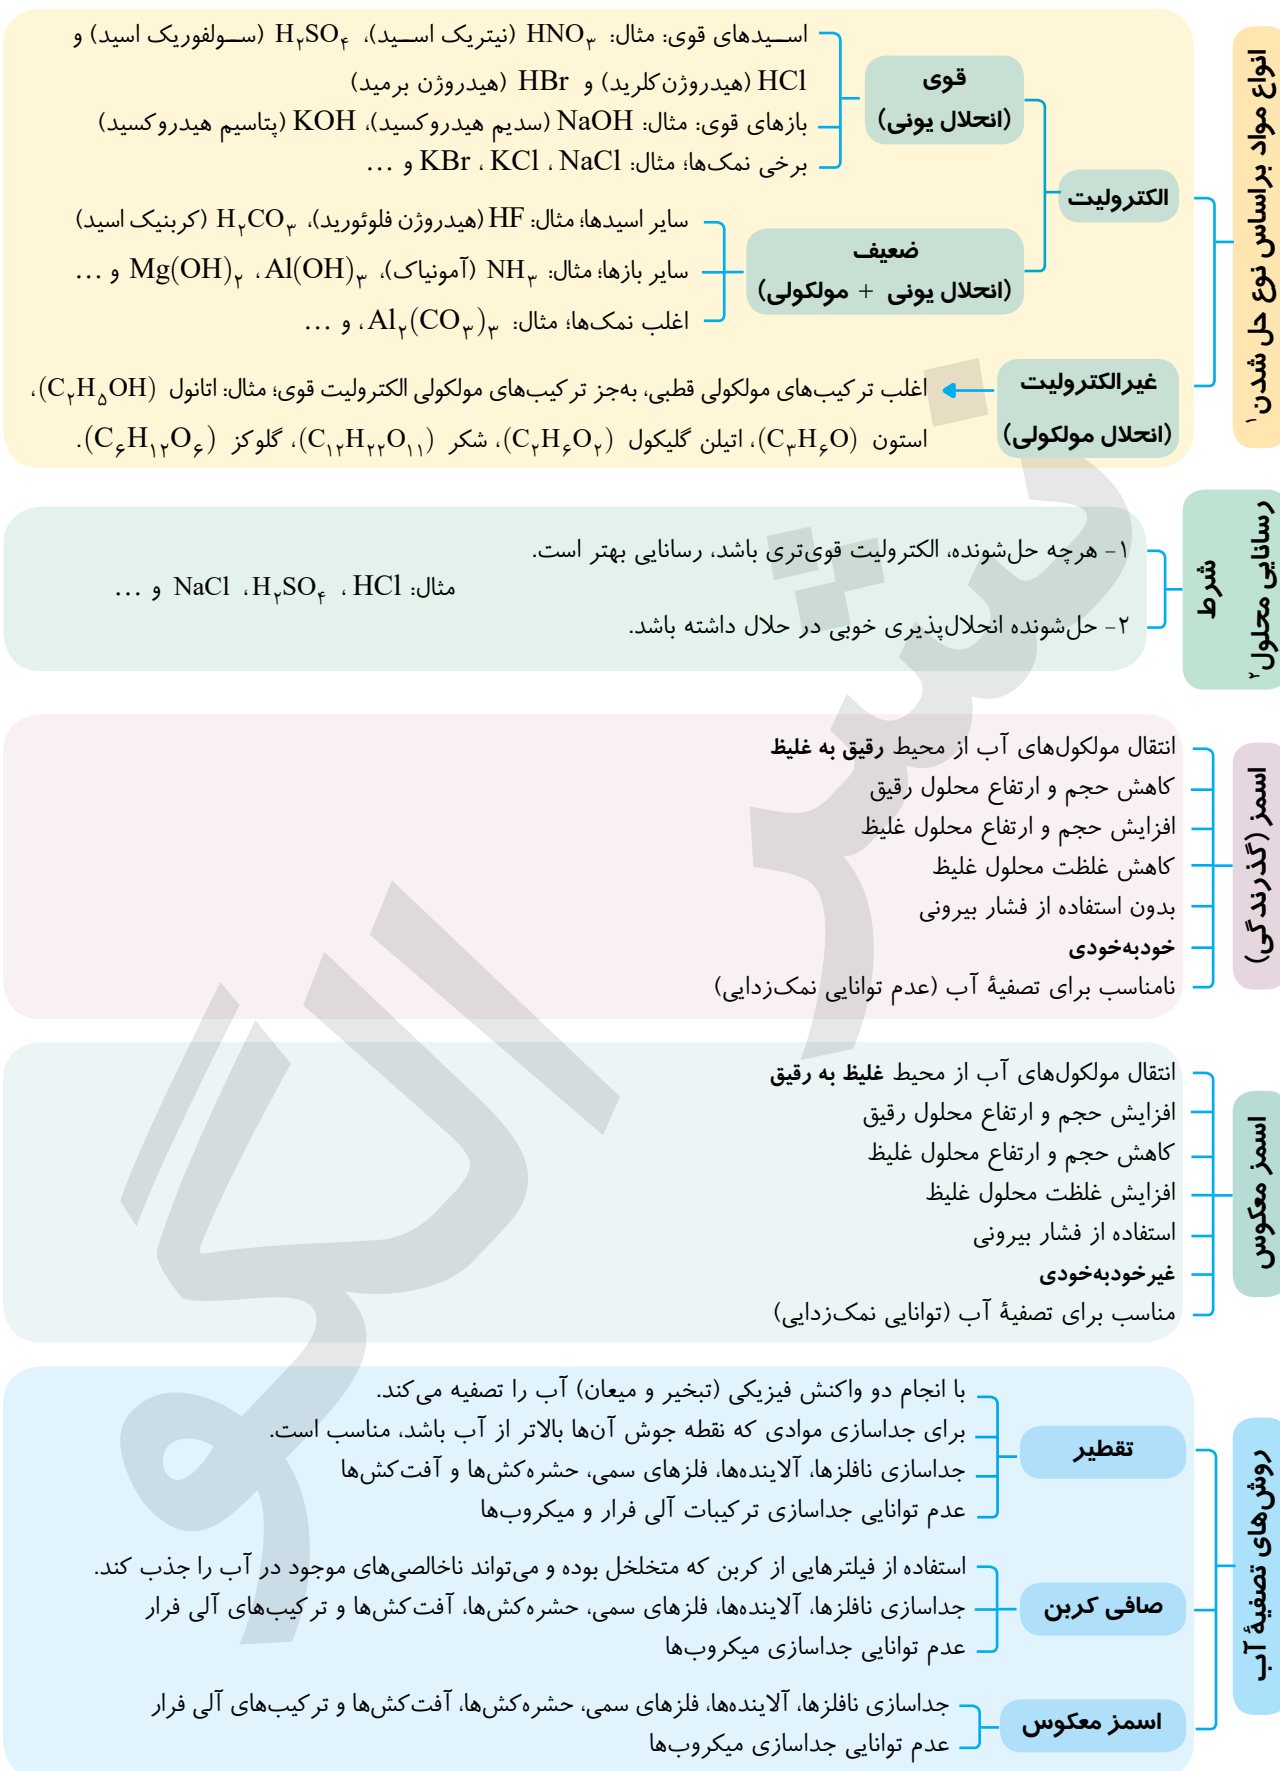 انواع مواد براساس نوع حل شدن۱
الکترولیت
قوی
(انحلال یونی)
اسیدهای قوی: مثال: HNO۳ (نیتریک اسید)، H۲SO۴ (سولفوریک اسید) و
HCl (هیدروژن کلرید) و HBr (هیدروژن برمید)
بازهای قوی: مثال: NaOH (سدیم هیدروکسید)، KOH (پتاسیم هیدروکسید)
برخی نمک‌ها؛ مثال: NaCl ، KCl ، KBr و ...
ضعیف
(انحلال یونی + مولکولی)
سایر اسیدها؛ مثال: HF (هیدروژن فلوئورید)، H۲CO۳ (کربنیک اسید)
سایر بازها؛ مثال: NH۳ (آمونیاک)، Al(OH)۳ ، Mg(OH)۲ و ...
اغلب نمک‌ها؛ مثال: Al۲(CO۳)۳ ، و ...
غیرالکترولیت
(انحلال مولکولی)
اغلب ترکیب‌های مولکولی قطبی، به‌جز ترکیب‌های مولکولی الکترولیت قوی؛ مثال: اتانول (C۲H۵OH)،
استون (C۳H۶O)، اتیلن گلیکول (C۲H۶O۲)، شکر (C۱۲H۲۲O۱۱)، گلوکز (C۶H۱۲O۶).
شرط
رسانایی محلول۲
۱- هرچه حل‌شونده، الکترولیت قوی‌تری باشد، رسانایی بهتر است.
مثال: HCl ، H۲SO۴ ، NaCl و ...
۲- حل‌شونده انحلال‌پذیری خوبی در حلال داشته باشد.
اسمز (گذرندگی)
انتقال مولکول‌های آب از محیط رقیق به غلیظ
کاهش حجم و ارتفاع محلول رقیق
افزایش حجم و ارتفاع محلول غلیظ
کاهش غلظت محلول غلیظ
بدون استفاده از فشار بیرونی
خودبه‌خودی
نامناسب برای تصفیهٔ آب (عدم توانایی نمک‌زدایی)
اسمز معکوس
انتقال مولکول‌های آب از محیط غلیظ به رقیق
افزایش حجم و ارتفاع محلول رقیق
کاهش حجم و ارتفاع محلول غلیظ
افزایش غلظت محلول غلیظ
استفاده از فشار بیرونی
غیرخودبه‌خودی
مناسب برای تصفیهٔ آب (توانایی نمک‌زدایی)
روش‌های تصفیهٔ آب
تقطیر
با انجام دو واکنش فیزیکی (تبخیر و میعان) آب را تصفیه می‌کند.
برای جداسازی موادی که نقطه جوش آن‌ها بالاتر از آب باشد، مناسب است.
جداسازی نافلزها، آلاینده‌ها، فلزهای سمی، حشره‌کش‌ها و آفت‌کش‌ها
عدم توانایی جداسازی ترکیبات آلی فرار و میکروب‌ها
صافی کربن
استفاده از فیلترهایی از کربن که متخلخل بوده و می‌تواند ناخالصی‌های موجود در آب را جذب کند.
جداسازی نافلزها، آلاینده‌ها، فلزهای سمی، حشره‌کش‌ها، آفت‌کش‌ها و ترکیب‌های آلی فرار
عدم توانایی جداسازی میکروب‌ها
اسمز معکوس
جداسازی نافلزها، آلاینده‌ها، فلزهای سمی، حشره‌کش‌ها، آفت‌کش‌ها و ترکیب‌های آلی فرار
عدم توانایی جداسازی میکروب‌ها
نشر الگو